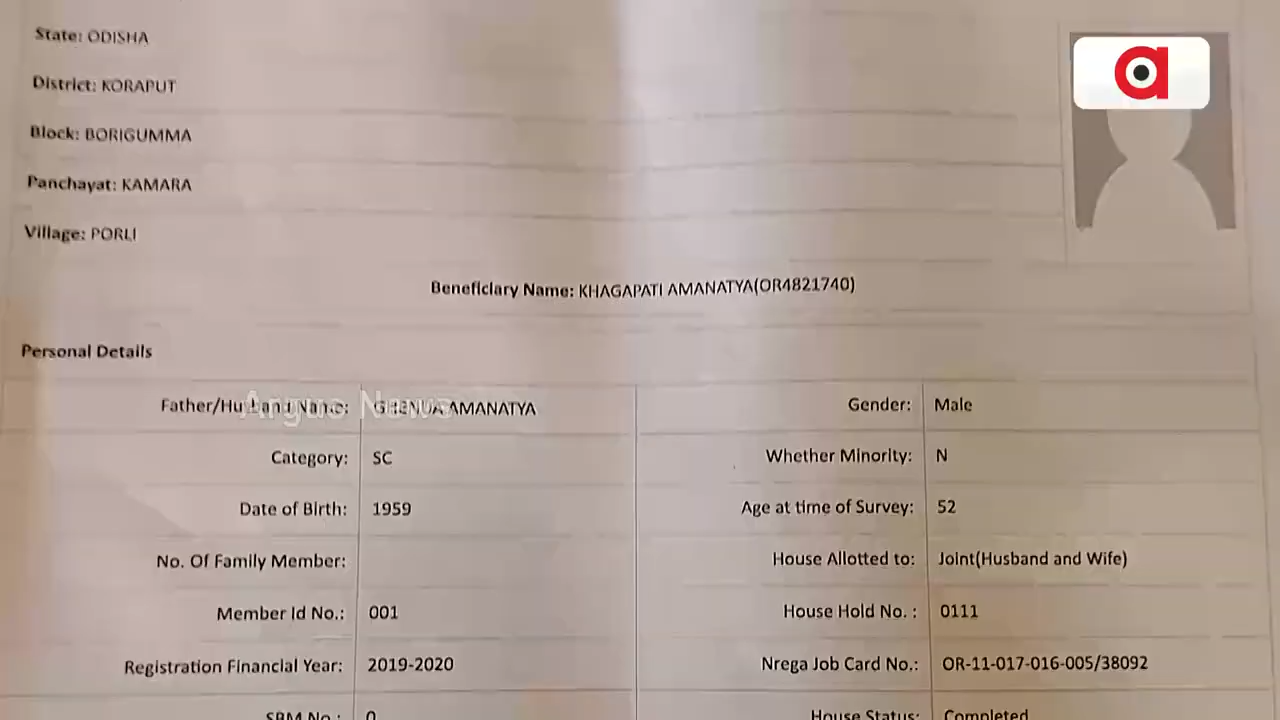 State: ODISHA
District: KORAPUT
Block: BORIGUMMA
Panchayat: KAMARA
Village: PORLI
Beneficiary Name: KHAGAPATI AMANATYA(OR4821740)
Personal Details
Father/Husband Name: AMANATYA Gender: Male
Argus News
Category: SC Whether Minority: N
Date of Birth: 1959 Age at time of Survey: 52
No. Of Family Member: House Allotted to: Joint(Husband and Wife)
Member Id No.: 001 House Hold No. : 0111
Registration Financial Year: 2019-2020 Nrega Job Card No.: OR-11-017-016-005/38092
SBM No.: 0 House Status: Completed